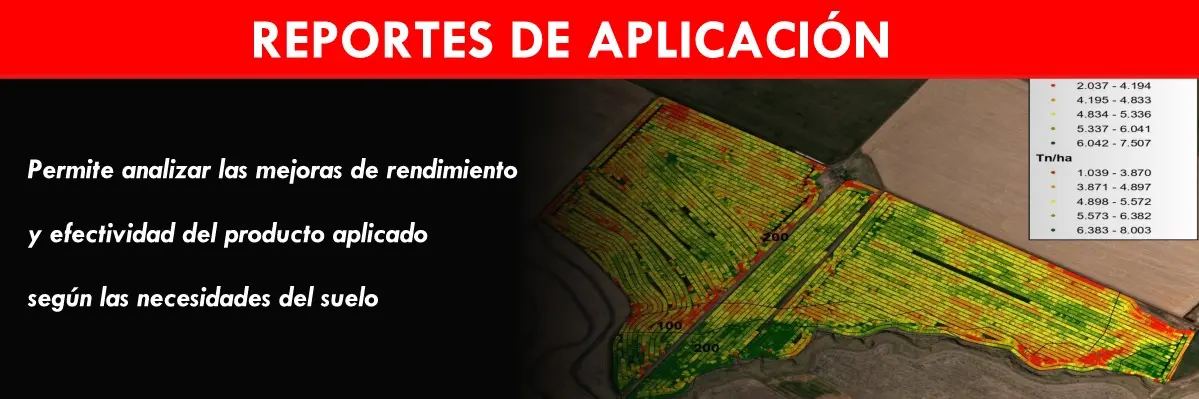 REPORTES DE APLICACIÓN
Permite analizar las mejoras de rendimiento
y efectividad del producto aplicado
según las necesidades del suelo
2.037 - 4.194
4.195 - 4.833
4.834 - 5.336
5.337 - 6.041
6.042 - 7.507
Tn/ha
1.039 - 3.870
3.871 - 4.897
4.898 - 5.572
5.573 - 6.382
6.383 - 8.003
200
100
200